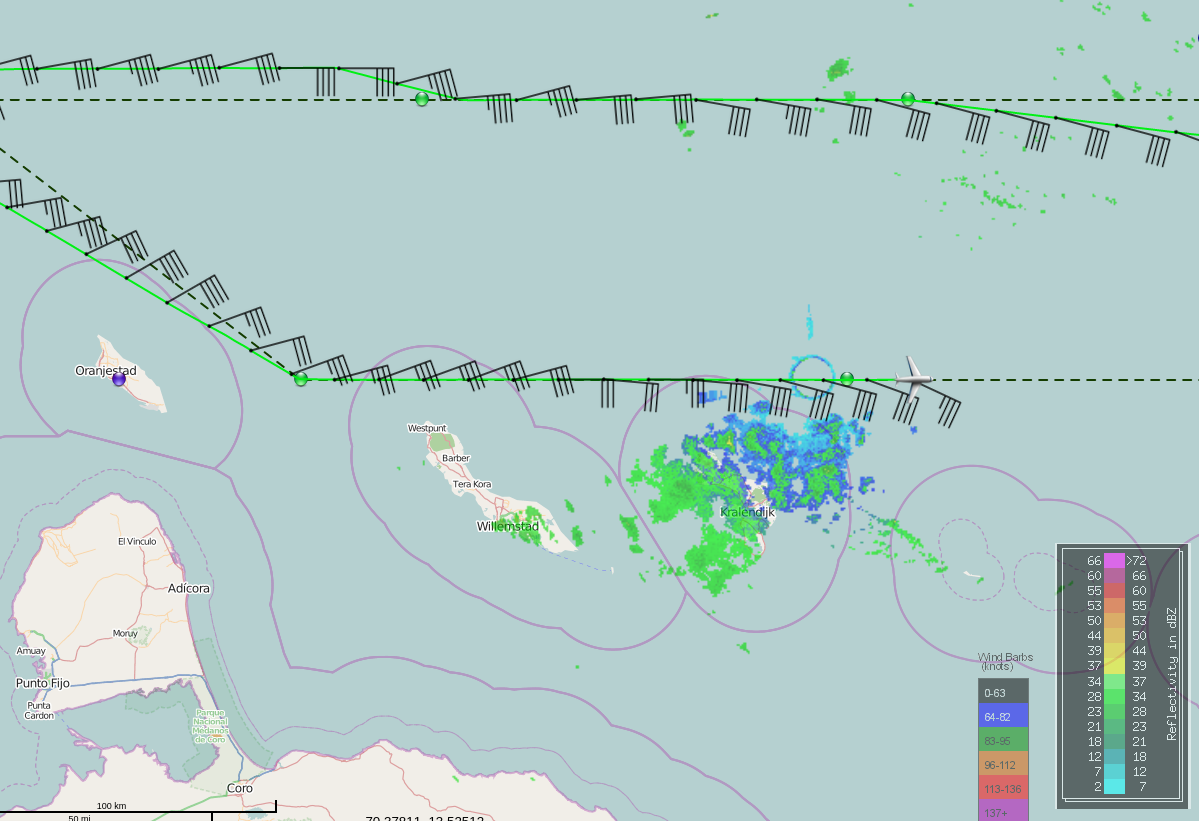 Oranjestad
Westpunt
Barber
Tera Kora
Willemstad
Kralendijk
El Vinculo
Adícora
Moruy
Amuay
Punto Fijo
Punta
Cardon
Parque
Nacional
Médanos
de Coro
Coro
100 km
50 mi
Wind Barbs
(knots)
0-63
64-82
83-95
96-112
113-136
137+
66 >72
60 66
55 60
53 55
50 53
44 50
39 44
37 39
34 37
28 34
23 28
21 23
18 21
12 18
7 12
2 7
Reflectivity in dBZ